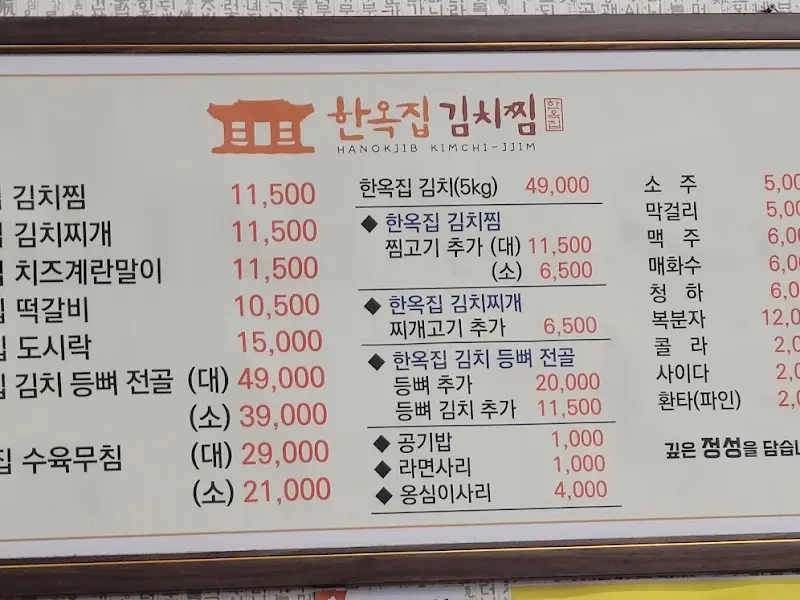 한옥집 김치찜 한옥집
HANOKJIB KIMCHI-JJIM
김치찜 11,500
김치찌개 11,500
치즈계란말이 11,500
떡갈비 10,500
도시락 15,000
김치 등뼈 전골 (대) 49,000
(소) 39,000
집 수육무침 (대) 29,000
(소) 21,000
한옥집 김치(5kg) 49,000
◆ 한옥집 김치찜
찜고기 추가 (대) 11,500
(소) 6,500
◆ 한옥집 김치찌개
찌개고기 추가 6,500
◆ 한옥집 김치 등뼈 전골
등뼈 추가 20,000
등뼈 김치 추가 11,500
◆ 공기밥 1,000
◆ 라면사리 1,000
◆ 옹심이사리 4,000
소 주
막걸리
맥 주
매화수
청 하
복분자
콜 라
사이다
환타(파인)
깊은 정성을